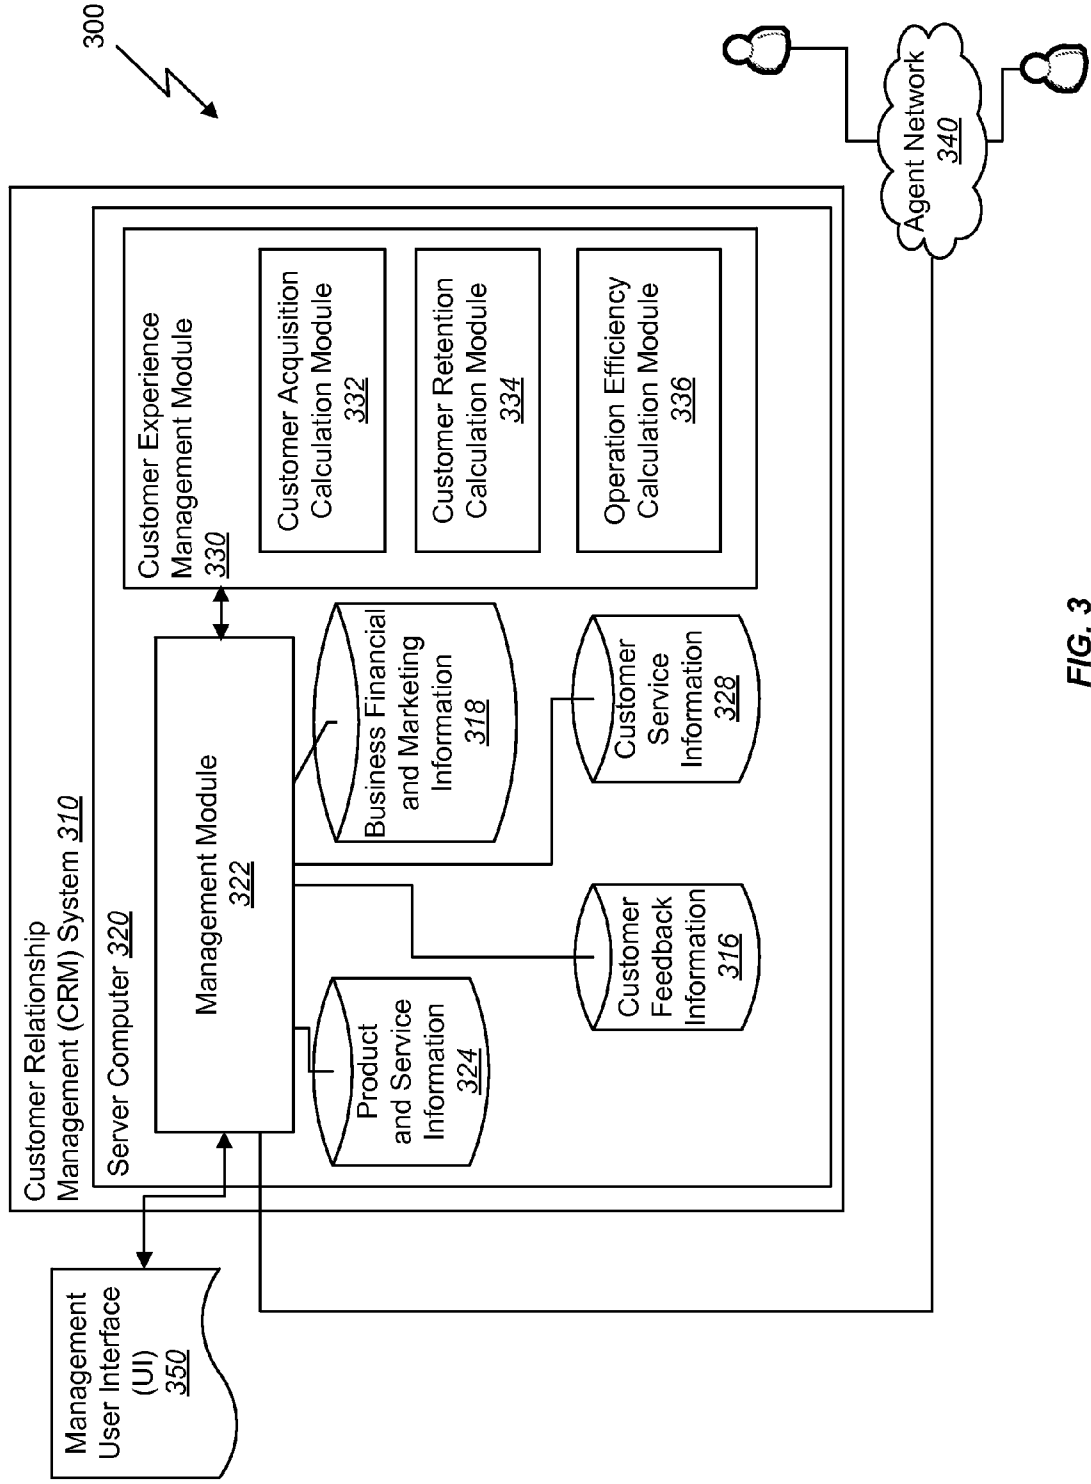 300
Customer Relationship
Management (CRM) System 310
Server Computer 320
Management
User Interface
(UI)
350
Management Module
322
Customer Experience
Management Module
330
Customer Acquisition
Calculation Module
332
Customer Retention
Calculation Module
334
Operation Efficiency
Calculation Module
336
Product
and Service
Information
324
Business Financial
and Marketing
Information
318
Customer
Feedback
Information
316
Customer
Service
Information
328
Agent Network
340
FIG. 3